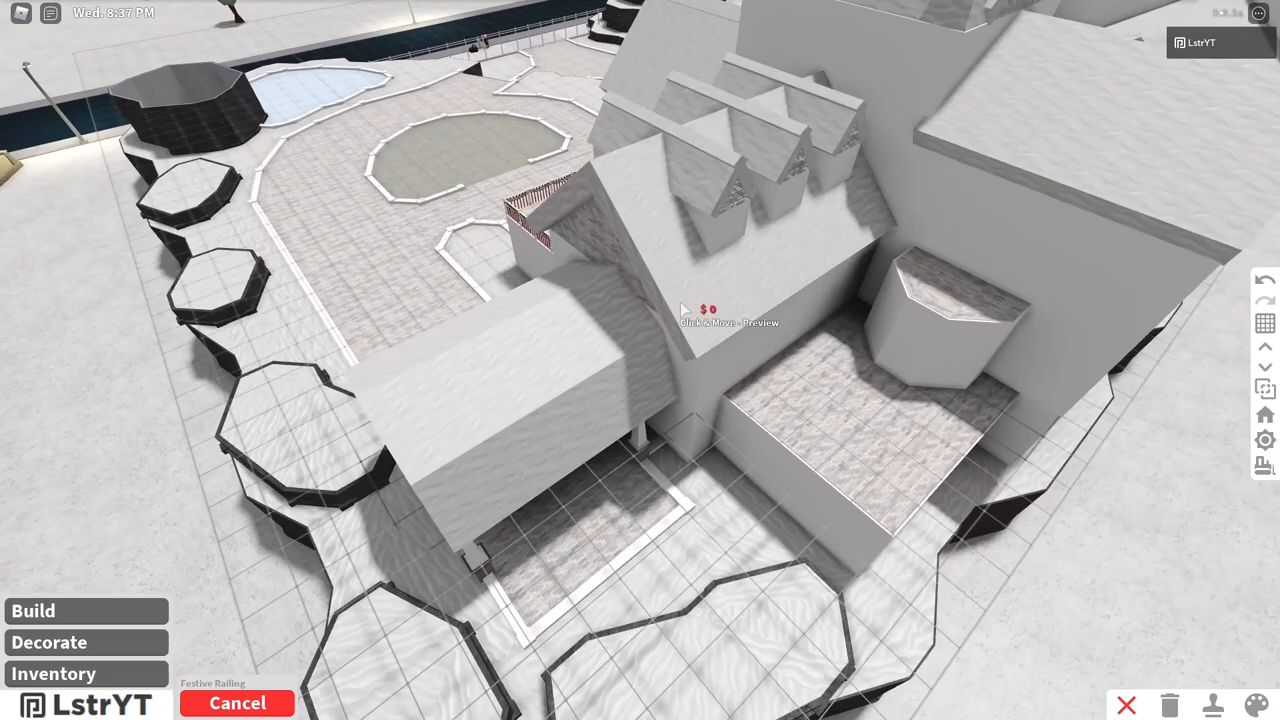 Wed. 8:37 PM
LstrYT
$0
Click & Move - Preview
Build
Decorate
Inventory
Festive Railing
Cancel
LstrYT